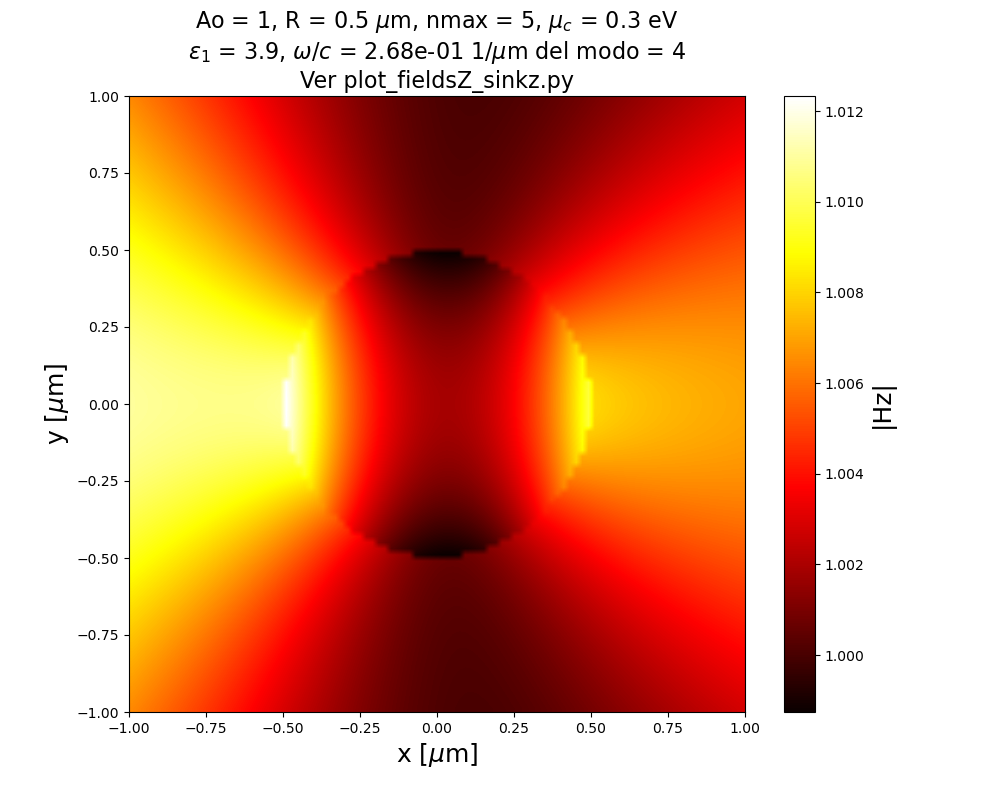 Ao = 1, R = 0.5 μm, nmax = 5, μc = 0.3 eV
ε1 = 3.9, ω/c = 2.68e-01 1/μm del modo = 4
Ver plot_fieldsZ_sinkz.py
1.00
0.75
0.50
0.25
0.00
−0.25
−0.50
−0.75
−1.00
y [μm]
−1.00 −0.75 −0.50 −0.25 0.00 0.25 0.50 0.75 1.00
x [μm]
1.012
1.010
1.008
1.006
1.004
1.002
1.000
|Hz|